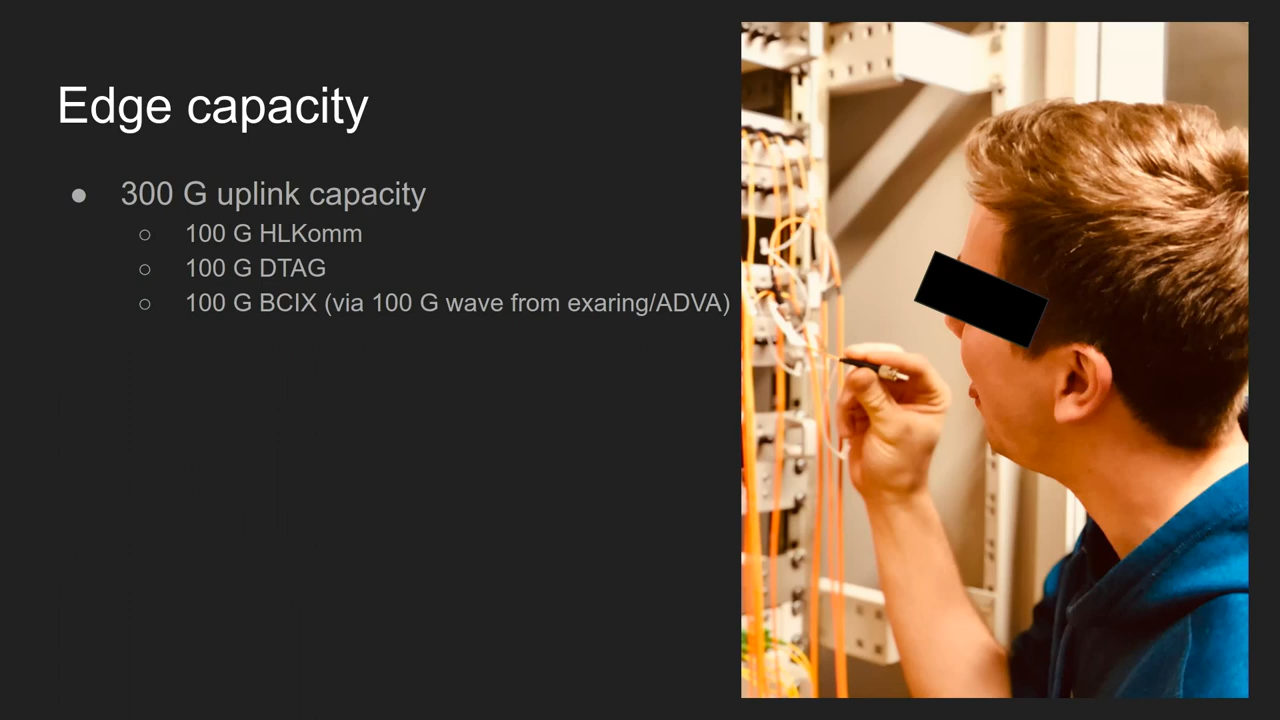 Edge capacity
● 300 G uplink capacity
○ 100 G HLKomm
○ 100 G DTAG
○ 100 G BCIX (via 100 G wave from exaring/ADVA)